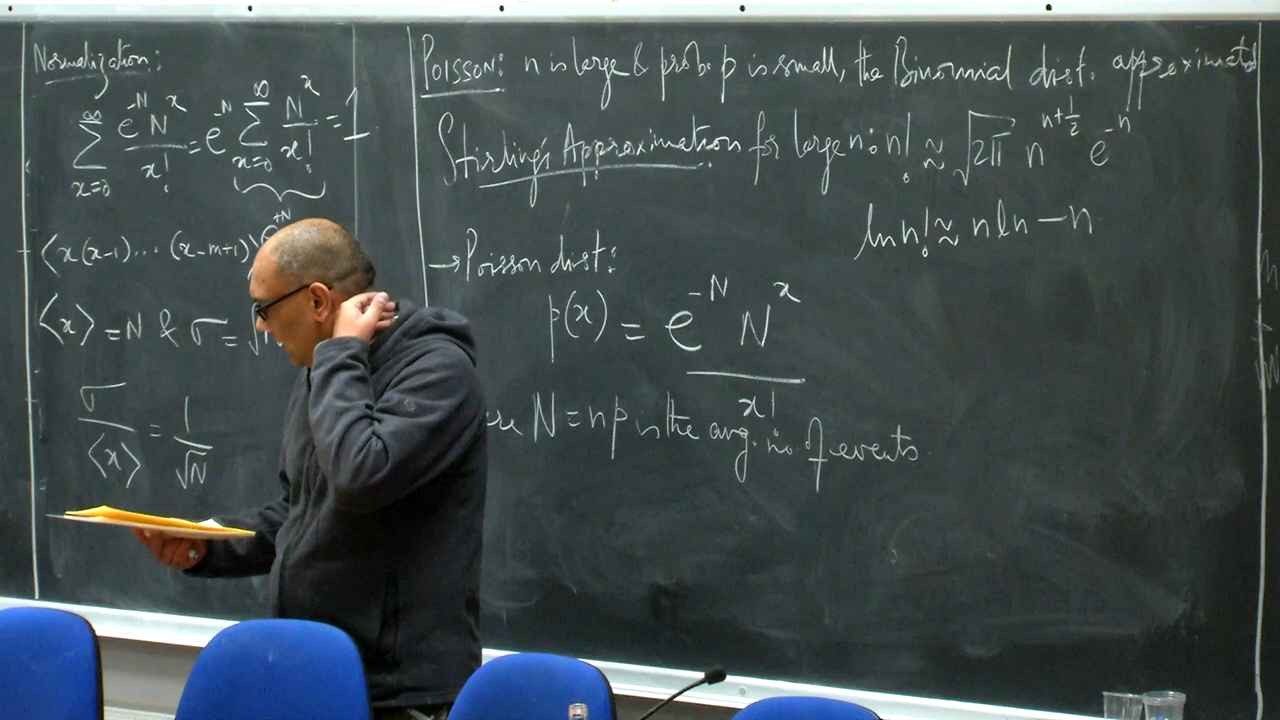 Normalization:
∑_{x=0}^{∞} e^{-N} N^x / x! = e^{-N} ∑_{x=0}^{∞} N^x / x! = 1
e^{+N}
⟨x(x-1)...(x-m+1)⟩
⟨x⟩ = N & σ = √
σ / ⟨x⟩ = 1 / √N
POISSON: n is large & prob. p is small, the Binomial dist. approximated
Stirling's Approximation for large n: n! ≈ √2π n^{n+1/2} e^{-n}
ln n! ≈ n ln - n
→ Poisson dist:
p(x) = e^{-N} N^x / x!
N = np is the avg. no. of events